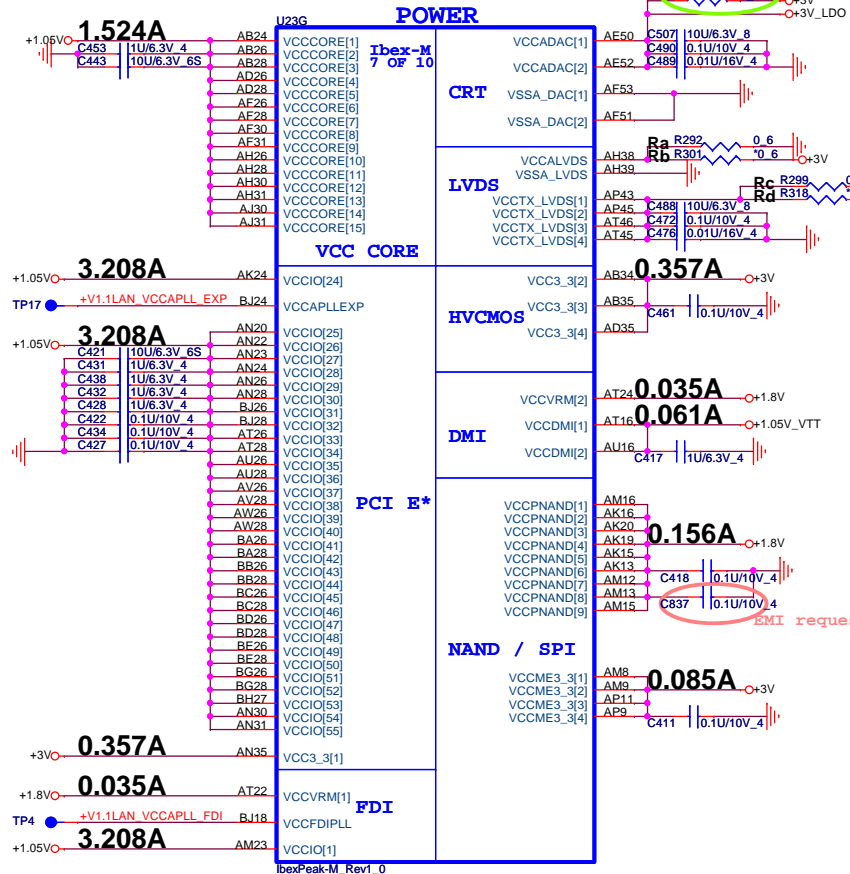 POWER
+3V
+3V_LDO
U23G
Ibex-M
7 OF 10
+1.05V
1.524A
C453 1U/6.3V_4
C443 10U/6.3V_6S
AB24 VCCCORE[1]
AB26 VCCCORE[2]
AB28 VCCCORE[3]
AD26 VCCCORE[4]
AD28 VCCCORE[5]
AF26 VCCCORE[6]
AF28 VCCCORE[7]
AF30 VCCCORE[8]
AF31 VCCCORE[9]
AH26 VCCCORE[10]
AH28 VCCCORE[11]
AH30 VCCCORE[12]
AH31 VCCCORE[13]
AJ30 VCCCORE[14]
AJ31 VCCCORE[15]
VCC CORE
+1.05V 3.208A AK24 VCCIO[24]
TP17 +V1.1LAN_VCCAPLL_EXP BJ24 VCCAPLLEXP
+1.05V
3.208A
C421 10U/6.3V_6S
C431 1U/6.3V_4
C438 1U/6.3V_4
C432 1U/6.3V_4
C428 1U/6.3V_4
C422 0.1U/10V_4
C434 0.1U/10V_4
C427 0.1U/10V_4
AN20 VCCIO[25]
AN22 VCCIO[26]
AN23 VCCIO[27]
AN24 VCCIO[28]
AN26 VCCIO[29]
AN28 VCCIO[30]
BJ26 VCCIO[31]
BJ28 VCCIO[32]
AT26 VCCIO[33]
AT28 VCCIO[34]
AU26 VCCIO[35]
AU28 VCCIO[36]
AV26 VCCIO[37]
AV28 VCCIO[38]
AW26 VCCIO[39]
AW28 VCCIO[40]
BA26 VCCIO[41]
BA28 VCCIO[42]
BB26 VCCIO[43]
BB28 VCCIO[44]
BC26 VCCIO[45]
BC28 VCCIO[46]
BD26 VCCIO[47]
BD28 VCCIO[48]
BE26 VCCIO[49]
BE28 VCCIO[50]
BG26 VCCIO[51]
BG28 VCCIO[52]
BH27 VCCIO[53]
AN30 VCCIO[54]
AN31 VCCIO[55]
PCI E*
+3V 0.357A AN35 VCC3_3[1]
+1.8V 0.035A AT22 VCCVRM[1]
TP4 +V1.1LAN_VCCAPLL_FDI BJ18 VCCFDIPLL
+1.05V 3.208A AM23 VCCIO[1]
FDI
IbexPeak-M_Rev1_0
CRT
VCCADAC[1] AE50
VCCADAC[2] AE52
VSSA_DAC[1] AF53
VSSA_DAC[2] AF51
C507 10U/6.3V_8
C490 0.1U/10V_4
C489 0.01U/16V_4
LVDS
VCCALVDS AH38
VSSA_LVDS AH39
Ra R292 0_6
Rb R301 *0_6 +3V
Rc R299 0
Rd R318 *
VCCTX_LVDS[1] AP43
VCCTX_LVDS[2] AP45
VCCTX_LVDS[3] AT46
VCCTX_LVDS[4] AT45
C488 10U/6.3V_8
C472 0.1U/10V_4
C476 0.01U/16V_4
HVCMOS
VCC3_3[2] AB34 0.357A +3V
VCC3_3[3] AB35 C461 0.1U/10V_4
VCC3_3[4] AD35
DMI
VCCVRM[2] AT24 0.035A +1.8V
VCCDMI[1] AT16 0.061A +1.05V_VTT
VCCDMI[2] AU16 C417 1U/6.3V_4
NAND / SPI
VCCPNAND[1] AM16
VCCPNAND[2] AK16
VCCPNAND[3] AK20
VCCPNAND[4] AK19
VCCPNAND[5] AK15
VCCPNAND[6] AK13
VCCPNAND[7] AM12
VCCPNAND[8] AM13
VCCPNAND[9] AM15
0.156A +1.8V
C418 0.1U/10V_4
C837 0.1U/10V_4
EMI reque
VCCME3_3[1] AM8
VCCME3_3[2] AM9
VCCME3_3[3] AP11
VCCME3_3[4] AP9
0.085A +3V
C411 0.1U/10V_4